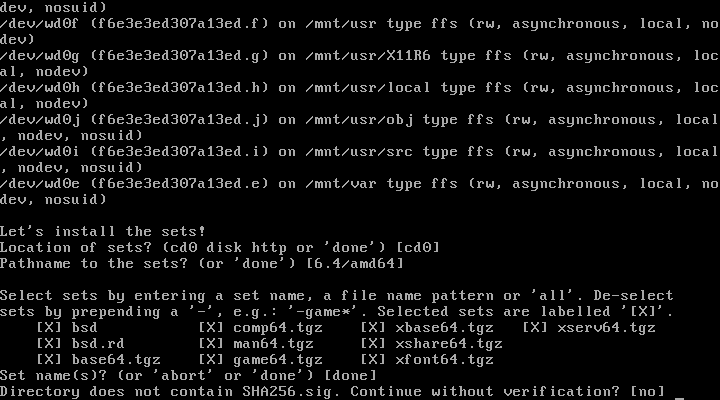 dev, nosuid)
/dev/wd0f (f6e3e3ed307a13ed.f) on /mnt/usr type ffs (rw, asynchronous, local, no
dev)
/dev/wd0g (f6e3e3ed307a13ed.g) on /mnt/usr/X11R6 type ffs (rw, asynchronous, loc
al, nodev)
/dev/wd0h (f6e3e3ed307a13ed.h) on /mnt/usr/local type ffs (rw, asynchronous, loc
al, nodev)
/dev/wd0j (f6e3e3ed307a13ed.j) on /mnt/usr/obj type ffs (rw, asynchronous, local
, nodev, nosuid)
/dev/wd0i (f6e3e3ed307a13ed.i) on /mnt/usr/src type ffs (rw, asynchronous, local
, nodev, nosuid)
/dev/wd0e (f6e3e3ed307a13ed.e) on /mnt/var type ffs (rw, asynchronous, local, no
dev, nosuid)

Let's install the sets!
Location of sets? (cd0 disk http or 'done') [cd0]
Pathname to the sets? (or 'done') [6.4/amd64]

Select sets by entering a set name, a file name pattern or 'all'. De-select
sets by prepending a '-', e.g.: '-game*'. Selected sets are labelled '[X]'.
    [X] bsd           [X] comp64.tgz    [X] xbase64.tgz   [X] xserv64.tgz
    [X] bsd.rd        [X] man64.tgz     [X] xshare64.tgz
    [X] base64.tgz    [X] game64.tgz    [X] xfont64.tgz
Set name(s)? (or 'abort' or 'done') [done]
Directory does not contain SHA256.sig. Continue without verification? [no] _